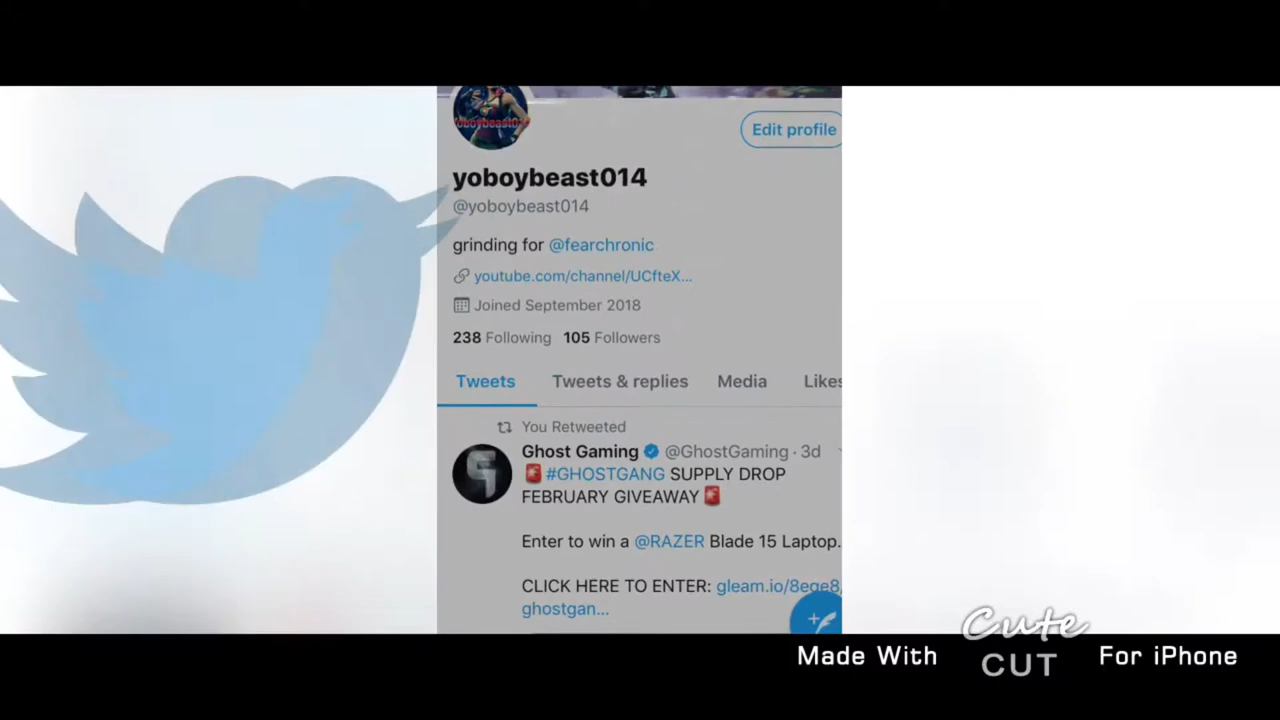 yoboybeast014
Edit profile
yoboybeast014
@yoboybeast014
grinding for @fearchronic
youtube.com/channel/UCfteX...
Joined September 2018
238 Following 105 Followers
Tweets Tweets & replies Media Likes
You Retweeted
Ghost Gaming @GhostGaming · 3d
🚨 #GHOSTGANG SUPPLY DROP
FEBRUARY GIVEAWAY🚨
Enter to win a @RAZER Blade 15 Laptop.
CLICK HERE TO ENTER: gleam.io/8ege8/
ghostgan...
Made With Cute CUT For iPhone